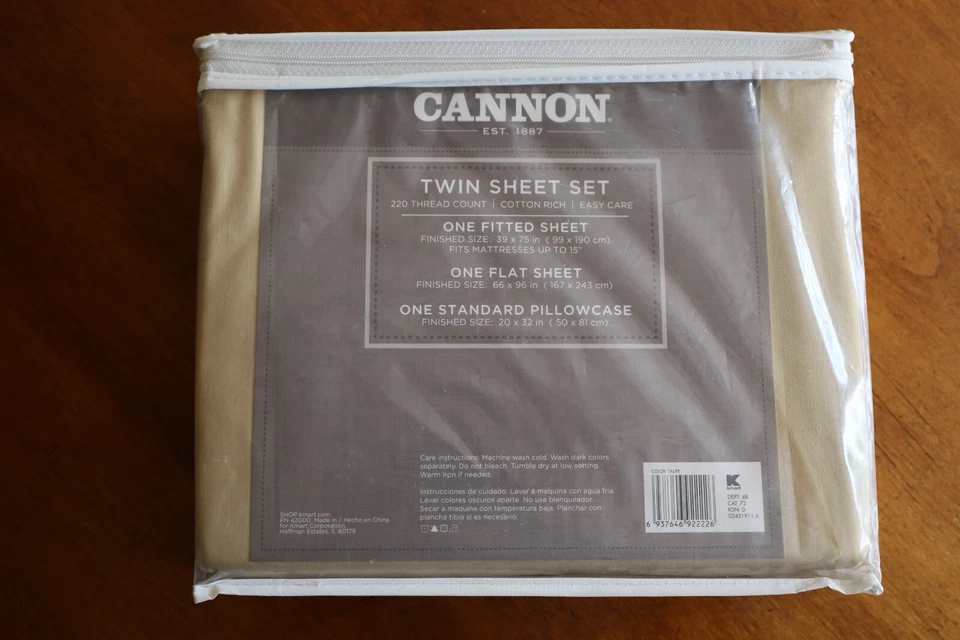 CANNON®
EST. 1887
TWIN SHEET SET
220 THREAD COUNT | COTTON RICH | EASY CARE
ONE FITTED SHEET
FINISHED SIZE: 39 x 75 in (99 x 190 cm)
FITS MATTRESSES UP TO 15"
ONE FLAT SHEET
FINISHED SIZE: 66 x 96 in (167 x 243 cm)
ONE STANDARD PILLOWCASE
FINISHED SIZE: 20 x 32 in (50 x 81 cm)
Care instructions: Machine wash cold. Wash dark colors
separately. Do not bleach. Tumble dry at low setting.
Warm iron if needed.
Instrucciones de cuidado: Lavar a maquina con agua fria.
Lavar colores oscuros aparte. No use blanqueador.
Secar a maquina con temperatura baja. Planchar con
plancha tibia si es necesario.
SHOP kmart.com
RN 42000 Made in / Hecho en China
for Kmart Corporation,
Hoffman Estates, IL 60179
COLOR: TAUPE
K
kmart
DEPT: 48
CAT: 72
KSN: 0-
03451911-
6 937646 922226